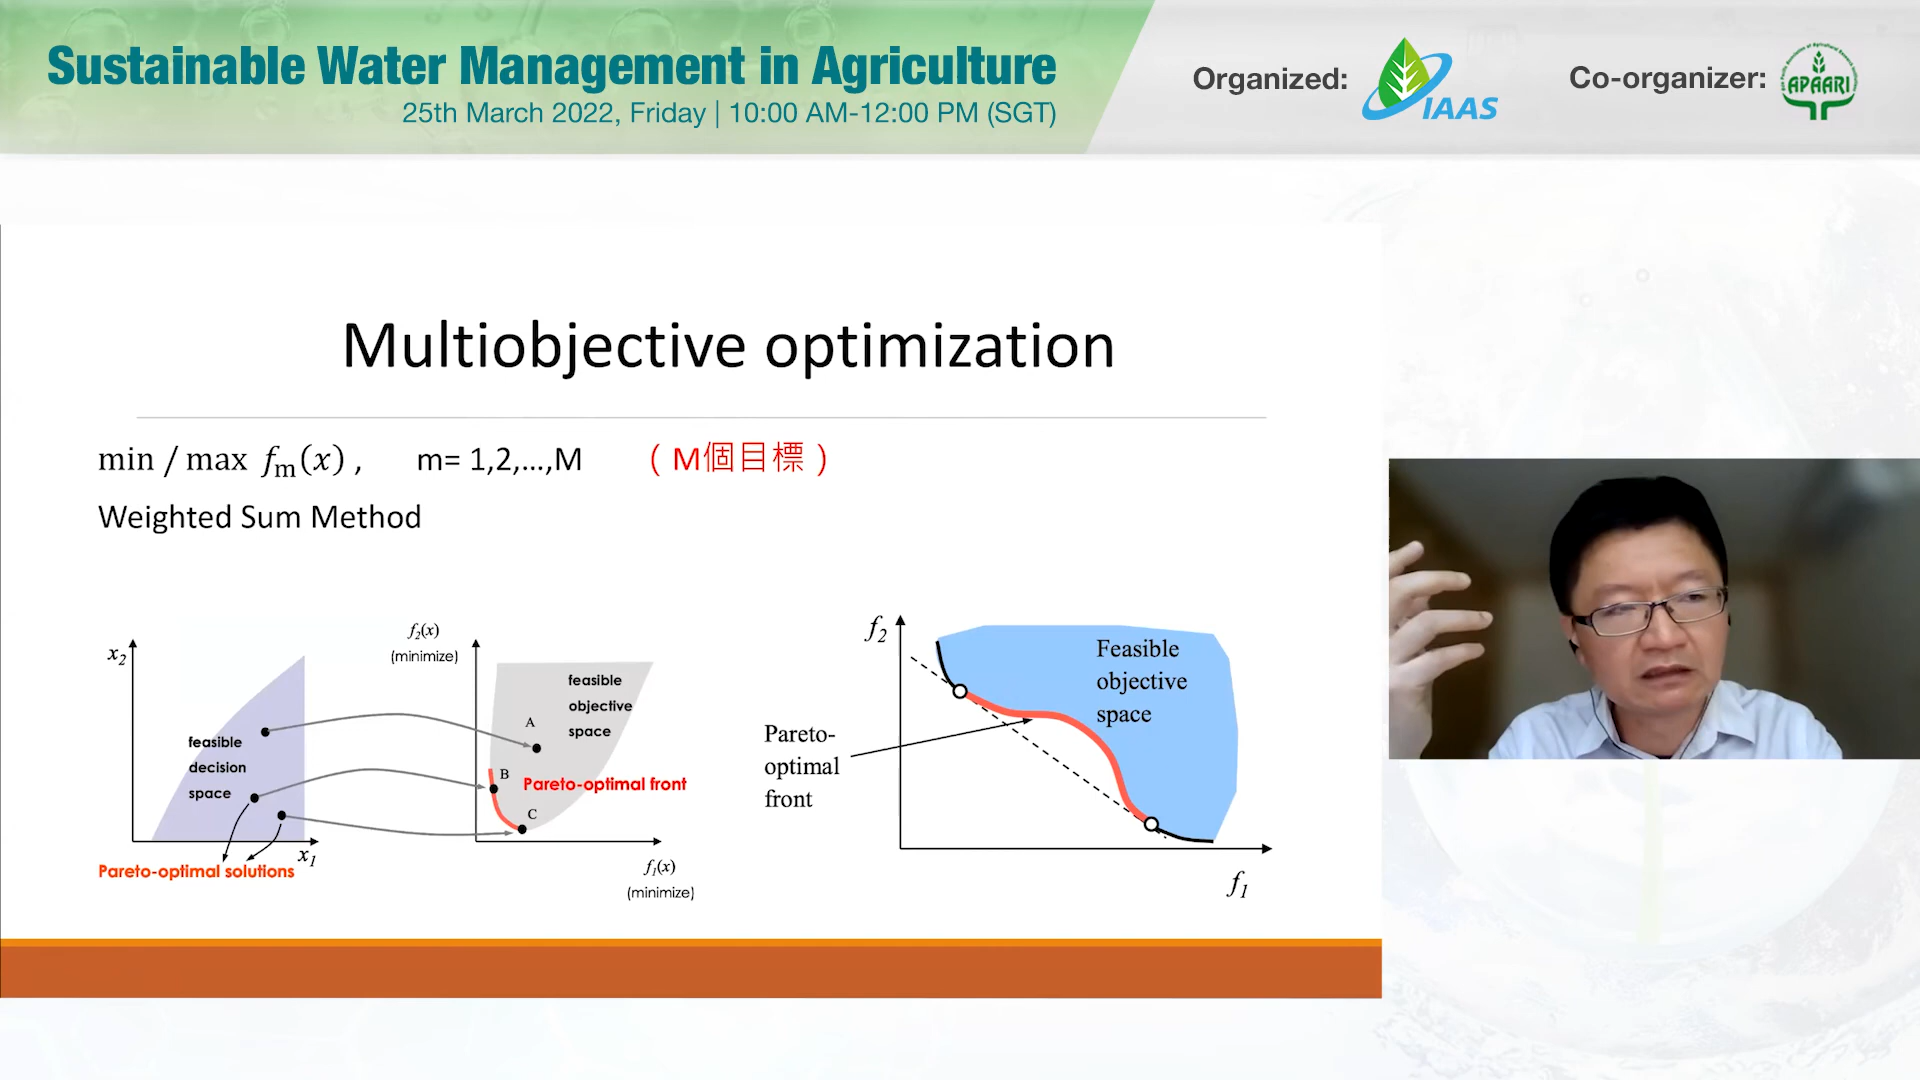 Sustainable Water Management in Agriculture
25th March 2022, Friday | 10:00 AM-12:00 PM (SGT)
Organized:
IAAS
Co-organizer:
APAARI
Multiobjective optimization
min / max fm(x) , m= 1,2,…,M （M個目標）
Weighted Sum Method
x2
feasible
decision
space
x1
Pareto-optimal solutions
f2(x)
(minimize)
feasible
objective
space
A
B
Pareto-optimal front
C
f1(x)
(minimize)
f2
Feasible
objective
space
Pareto-
optimal
front
f1